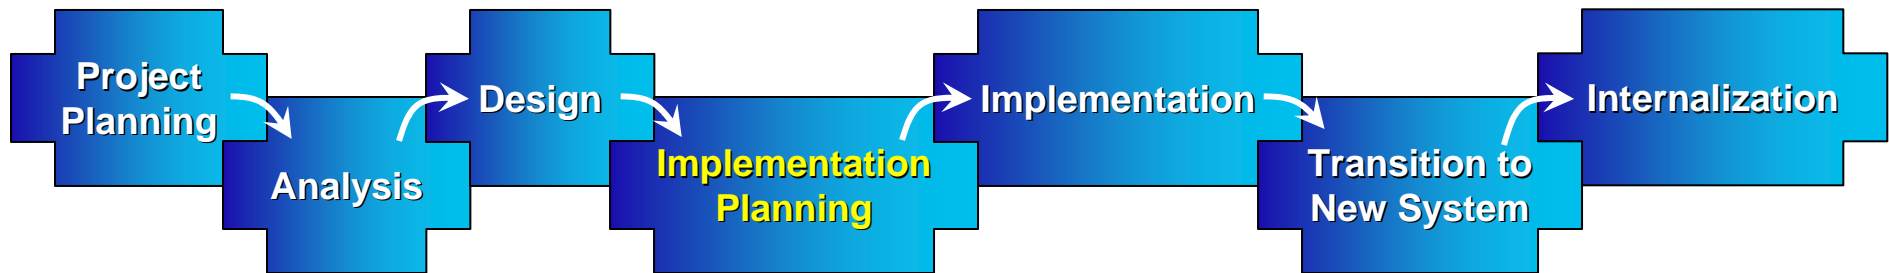 Project
Planning
Analysis
Design
Implementation
Planning
Implementation
Transition to
New System
Internalization